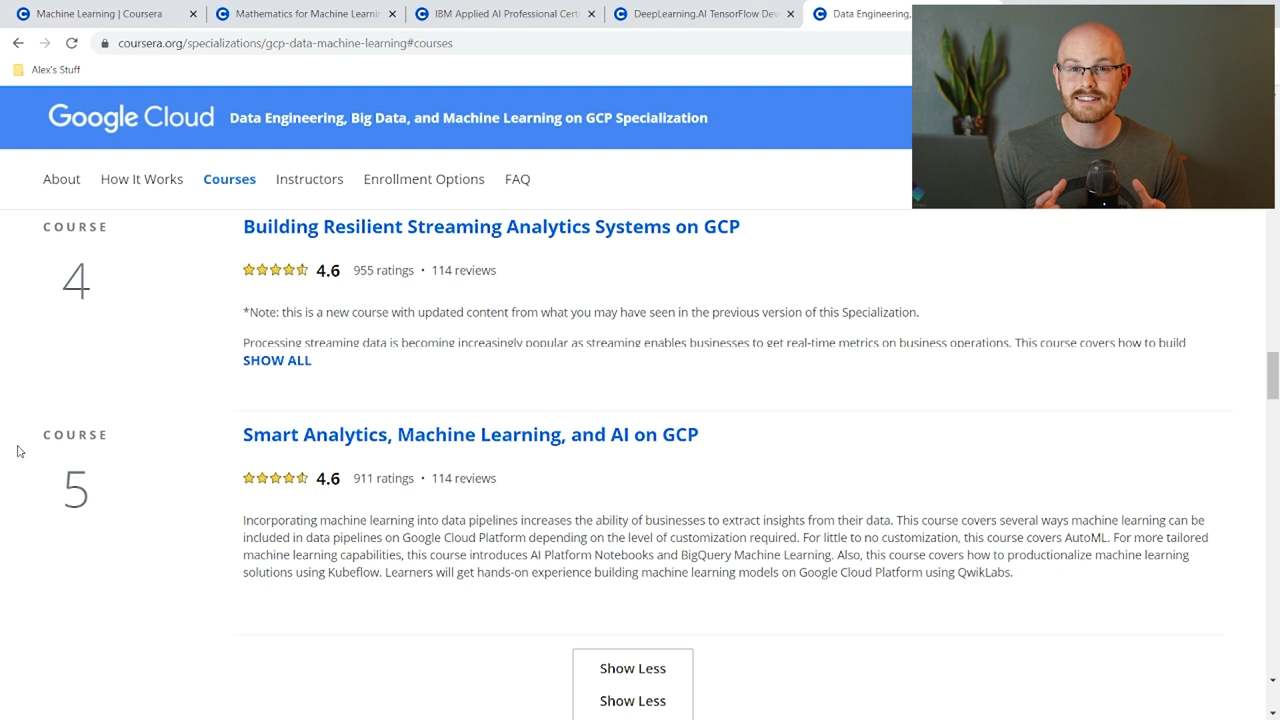 Machine Learning | Coursera
Mathematics for Machine Learni
IBM Applied AI Professional Cert
DeepLearning.AI TensorFlow Dev
Data Engineering,
coursera.org/specializations/gcp-data-machine-learning#courses
Alex's Stuff
Google Cloud
Data Engineering, Big Data, and Machine Learning on GCP Specialization
About
How It Works
Courses
Instructors
Enrollment Options
FAQ
COURSE
4
Building Resilient Streaming Analytics Systems on GCP
4.6 955 ratings • 114 reviews
*Note: this is a new course with updated content from what you may have seen in the previous version of this Specialization.
Processing streaming data is becoming increasingly popular as streaming enables businesses to get real-time metrics on business operations. This course covers how to build
SHOW ALL
COURSE
5
Smart Analytics, Machine Learning, and AI on GCP
4.6 911 ratings • 114 reviews
Incorporating machine learning into data pipelines increases the ability of businesses to extract insights from their data. This course covers several ways machine learning can be
included in data pipelines on Google Cloud Platform depending on the level of customization required. For little to no customization, this course covers AutoML. For more tailored
machine learning capabilities, this course introduces AI Platform Notebooks and BigQuery Machine Learning. Also, this course covers how to productionalize machine learning
solutions using Kubeflow. Learners will get hands-on experience building machine learning models on Google Cloud Platform using QwikLabs.
Show Less
Show Less